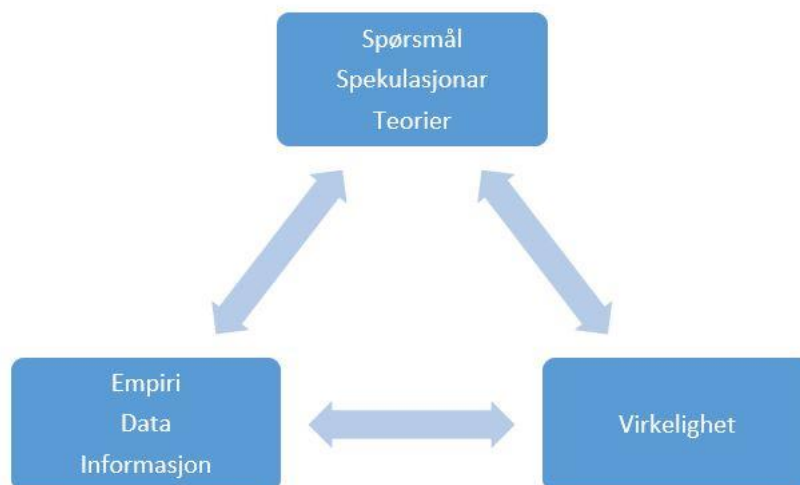 Spørsmål
Spekulasjonar
Teorier
Empiri
Data
Informasjon
Virkelighet